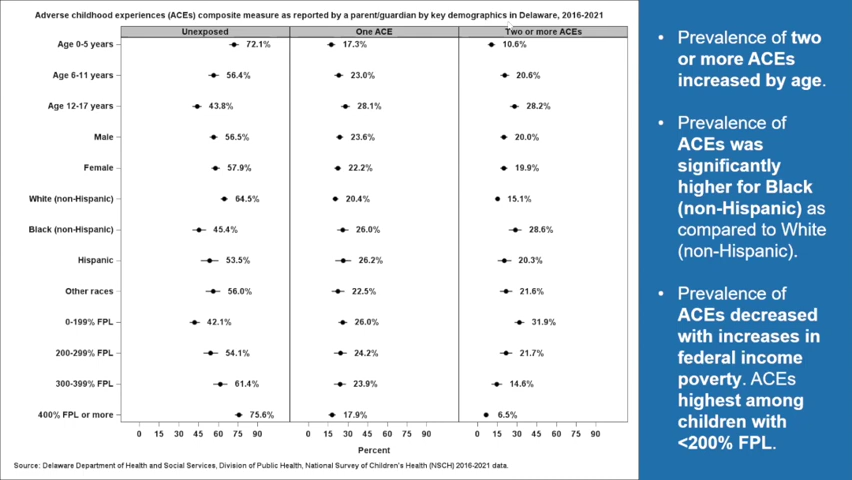 Adverse childhood experiences (ACEs) composite measure as reported by a parent/guardian by key demographics in Delaware, 2016-2021
Unexposed One ACE Two or more ACEs
Age 0-5 years 72.1% 17.3% 10.6%
Age 6-11 years 56.4% 23.0% 20.6%
Age 12-17 years 43.8% 28.1% 28.2%
Male 56.5% 23.6% 20.0%
Female 57.9% 22.2% 19.9%
White (non-Hispanic) 64.5% 20.4% 15.1%
Black (non-Hispanic) 45.4% 26.0% 28.6%
Hispanic 53.5% 26.2% 20.3%
Other races 56.0% 22.5% 21.6%
0-199% FPL 42.1% 26.0% 31.9%
200-299% FPL 54.1% 24.2% 21.7%
300-399% FPL 61.4% 23.9% 14.6%
400% FPL or more 75.6% 17.9% 6.5%
0 15 30 45 60 90 0 15 30 45 60 90 0 15 30 45 60 90
Percent
Source: Delaware Department of Health and Social Services, Division of Public Health, National Survey of Children's Health (NSCH) 2016-2021 data.
• Prevalence of two
or more ACEs
increased by age.
• Prevalence of
ACEs was
significantly
higher for Black
(non-Hispanic) as
compared to White
(non-Hispanic).
• Prevalence of
ACEs decreased
with increases in
federal income
poverty. ACEs
highest among
children with
<200% FPL.